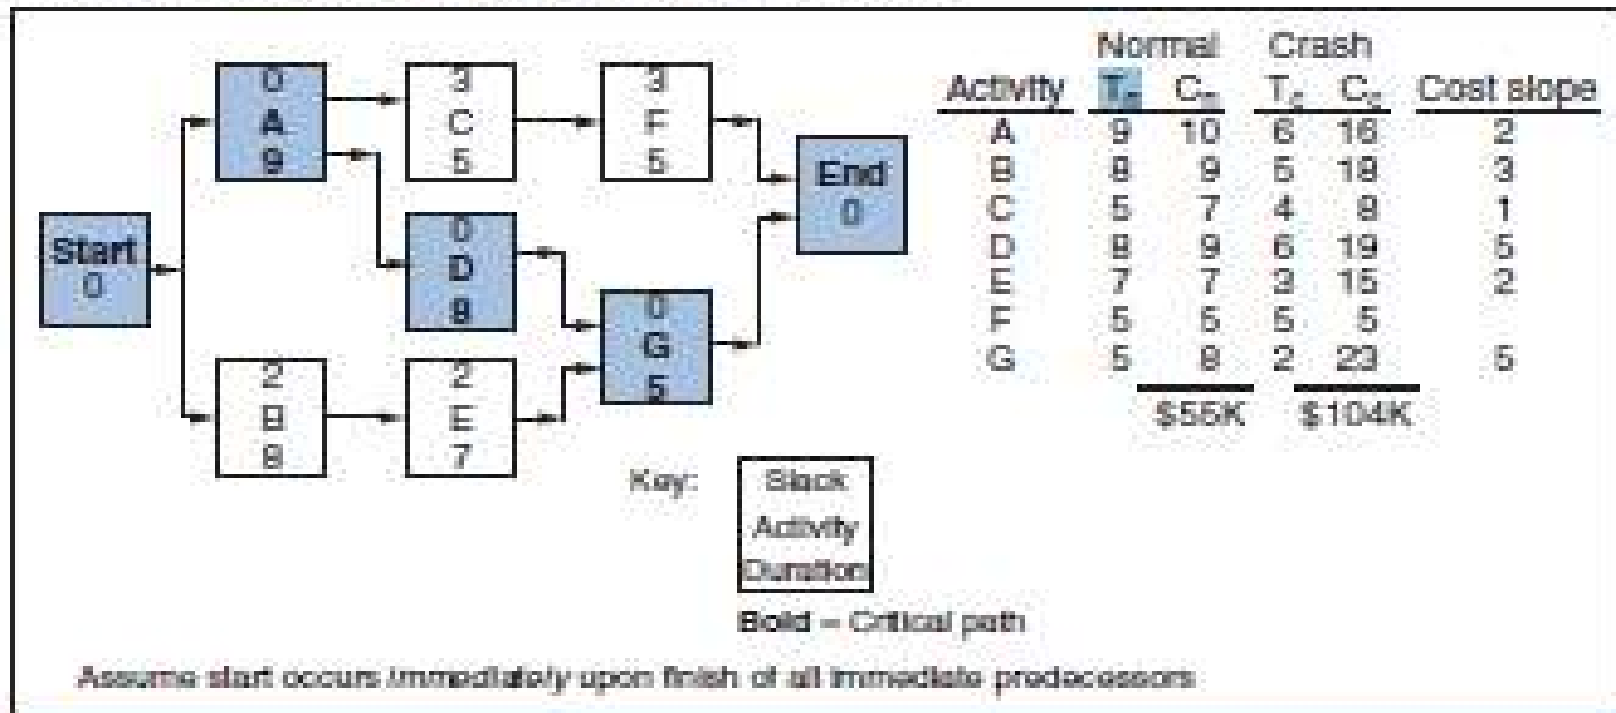 Normal Crash
Activity Tn Cn Tc Cc Cost slope
A 9 10 6 16 2
B 8 9 5 18 3
C 5 7 4 8 1
D 8 9 6 19 5
E 7 7 3 15 2
F 5 5 5 5
G 5 8 2 23 5
$55K $104K
0
A
9
3
C
5
3
F
5
End
0
Start
0
0
D
8
0
G
5
2
B
8
2
E
7
Key:
Slack
Activity
Duration
Bold – Critical path
Assume start occurs immediately upon finish of all immediate predecessors